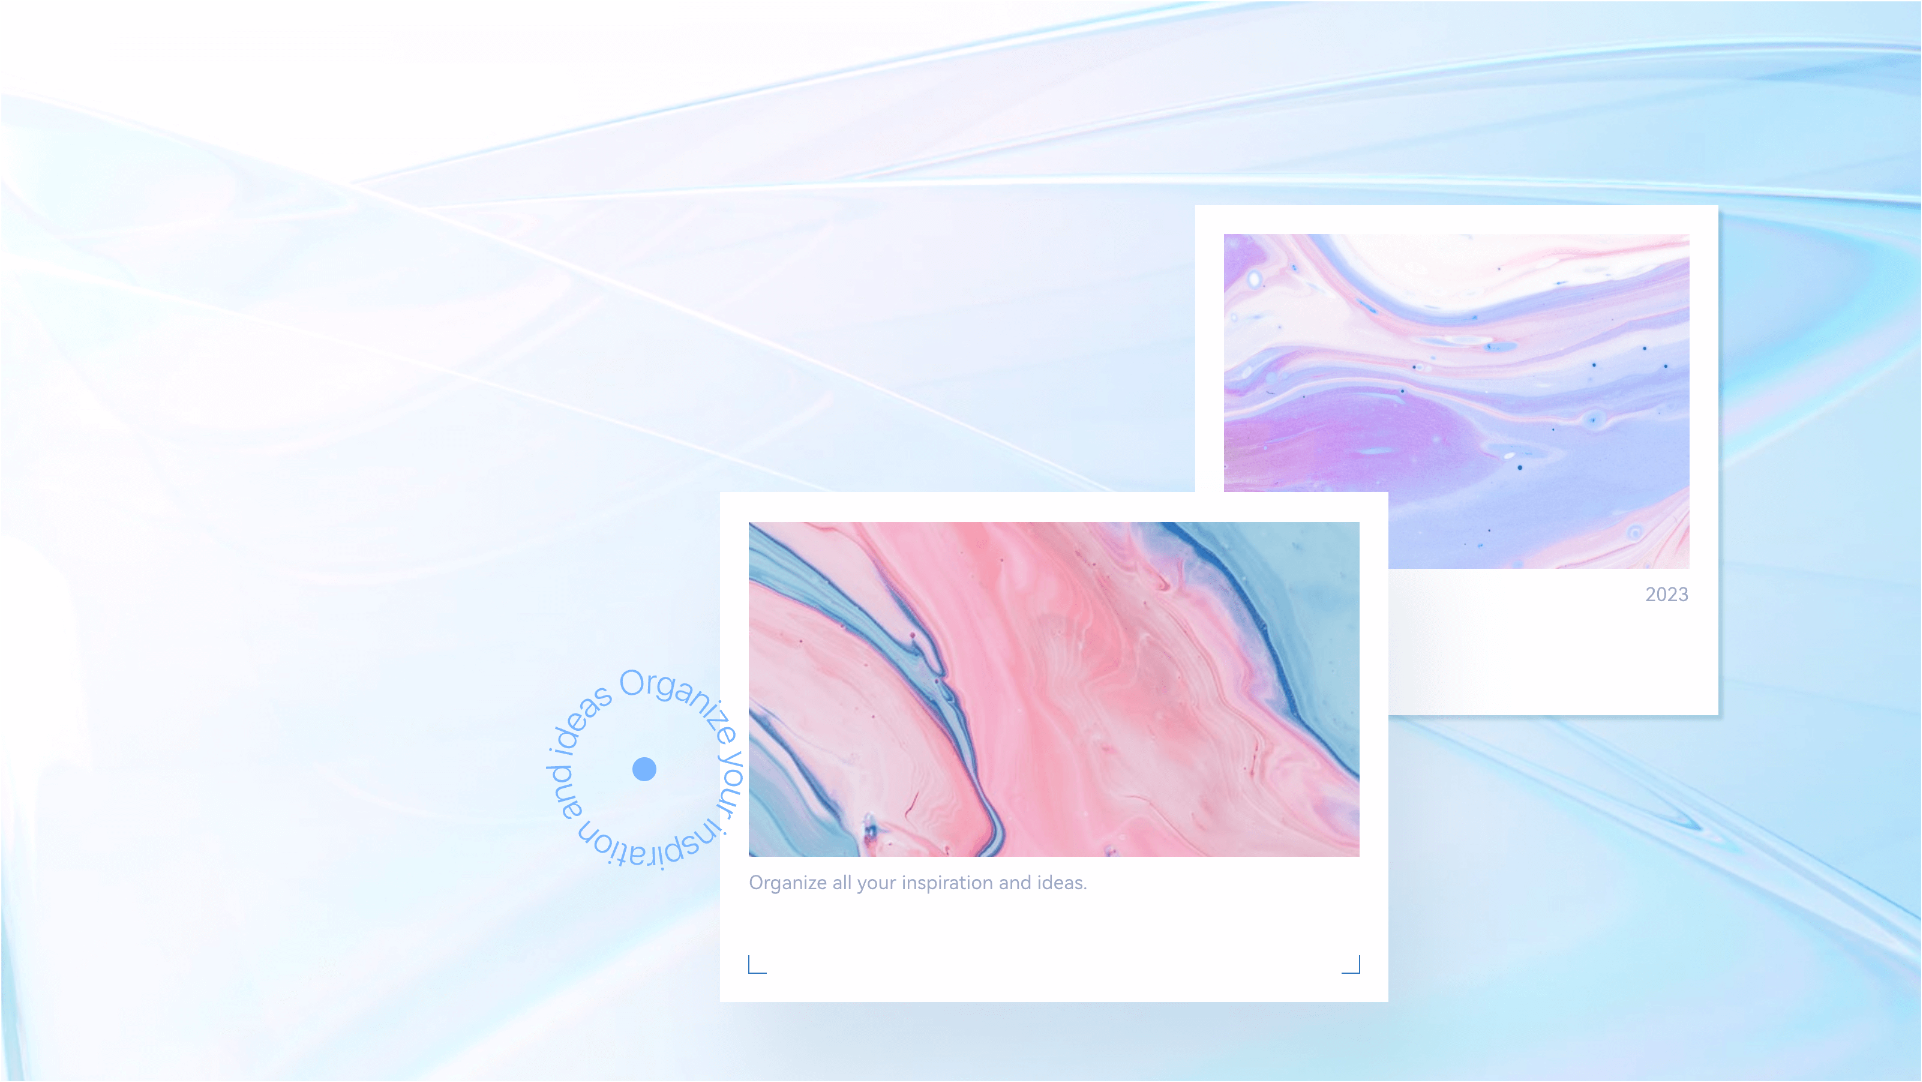 2023
Organize your inspiration and ideas
Organize all your inspiration and ideas.